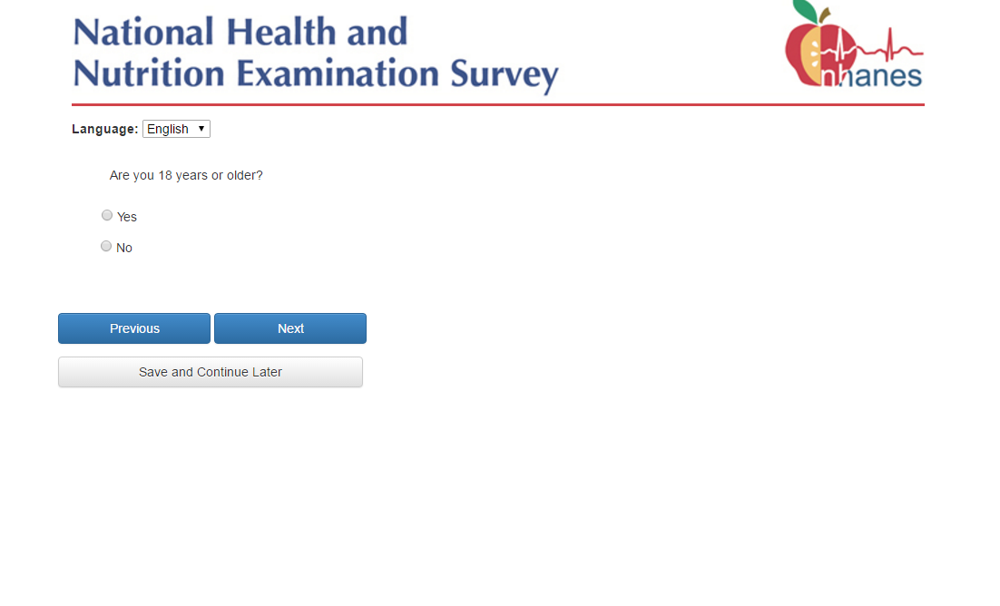 National Health and
Nutrition Examination Survey
nhanes
Language: English
Are you 18 years or older?
Yes
No
Previous Next
Save and Continue Later